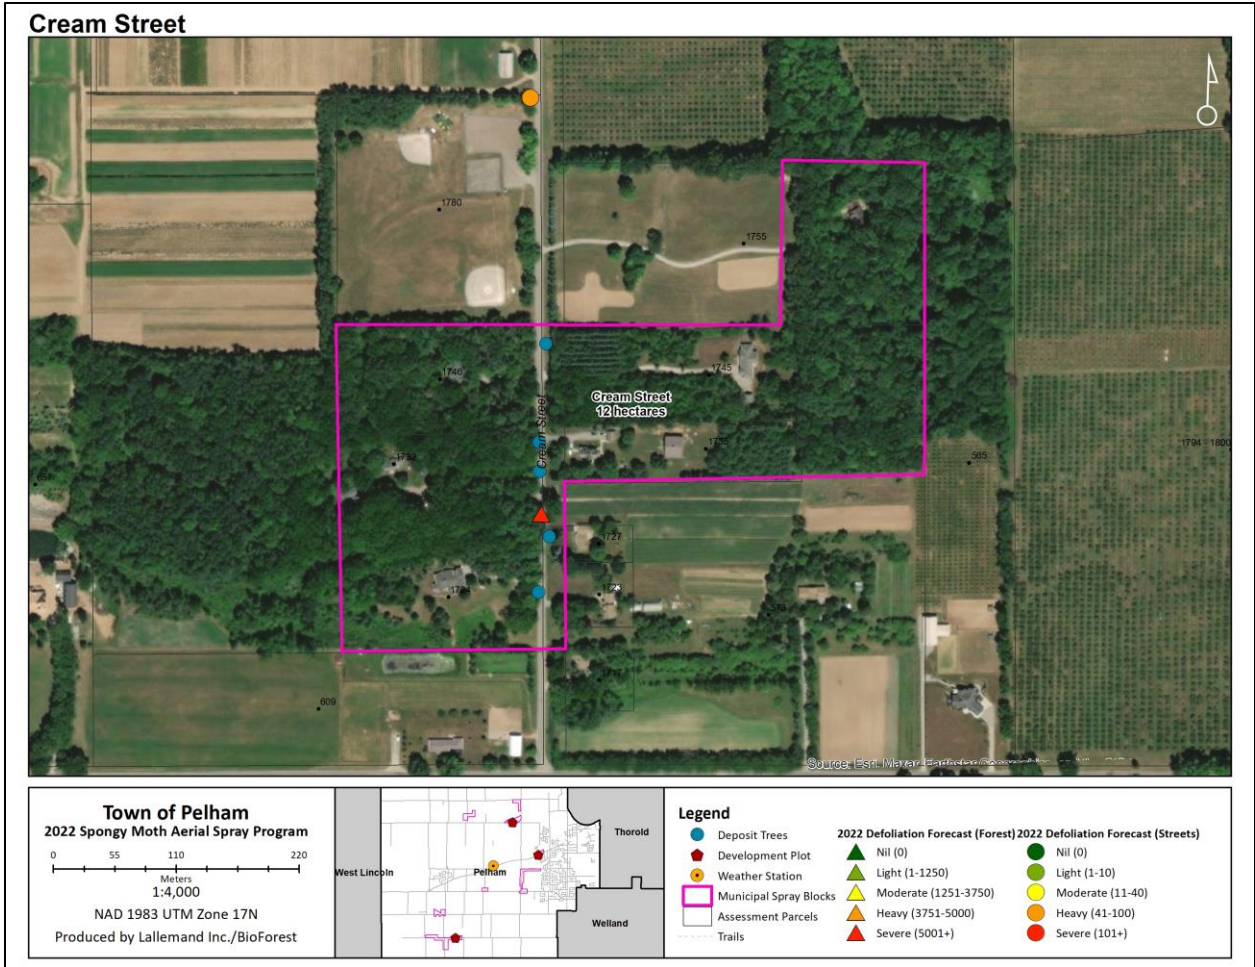 Cream Street
1780
1755
1746
1745
Cream Street
12 hectares
Cream Street
1732
565
1794
1800
1727
1723
1717
609
Town of Pelham
2022 Spongy Moth Aerial Spray Program
0 55 110 220
Meters
1:4,000
NAD 1983 UTM Zone 17N
Produced by Lallemand Inc./BioForest
West Lincoln
Pelham
Thorold
Welland
Legend
Deposit Trees
Development Plot
Weather Station
Municipal Spray Blocks
Assessment Parcels
Trails
2022 Defoliation Forecast (Forest)
Nil (0)
Light (1-1250)
Moderate (1251-3750)
Heavy (3751-5000)
Severe (5001+)
2022 Defoliation Forecast (Streets)
Nil (0)
Light (1-10)
Moderate (11-40)
Heavy (41-100)
Severe (101+)